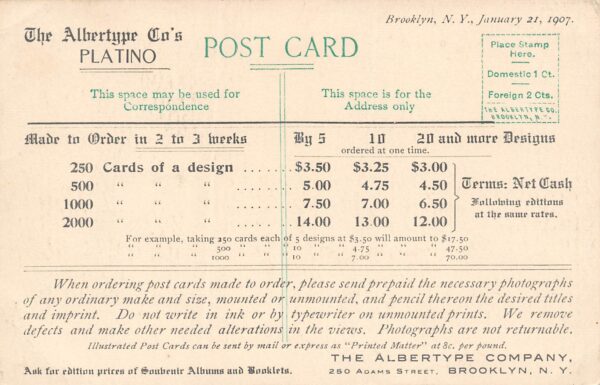 Brooklyn, N. Y., January 21, 1907.
The Albertype Co's
PLATINO
POST CARD
Place Stamp
Here.
Domestic 1 Ct.
Foreign 2 Cts.
THE ALBERTYPE CO.,
BROOKLYN, N. Y.
This space may be used for
Correspondence
This space is for the
Address only
Made to Order in 2 to 3 weeks By 5 10 20 and more Designs
ordered at one time.
250 Cards of a design ....... $3.50 $3.25 $3.00
500 " " " ....... 5.00 4.75 4.50
1000 " " " ....... 7.50 7.00 6.50
2000 " " " ....... 14.00 13.00 12.00
Terms: Net Cash
Following editions
at the same rates.
For example, taking 250 cards each of 5 designs at $3.50 will amount to $17.50
" " 500 " " " 10 " " 4.75 " " " 47.50
" " 1000 " " " 10 " " 7.00 " " " 70.00
When ordering post cards made to order, please send prepaid the necessary photographs
of any ordinary make and size, mounted or unmounted, and pencil thereon the desired titles
and imprint. Do not write in ink or by typewriter on unmounted prints. We remove
defects and make other needed alterations in the views. Photographs are not returnable.
Illustrated Post Cards can be sent by mail or express as "Printed Matter" at 8c. per pound.
THE ALBERTYPE COMPANY,
Ask for edition prices of Souvenir Albums and Booklets. 250 ADAMS STREET, BROOKLYN, N. Y.